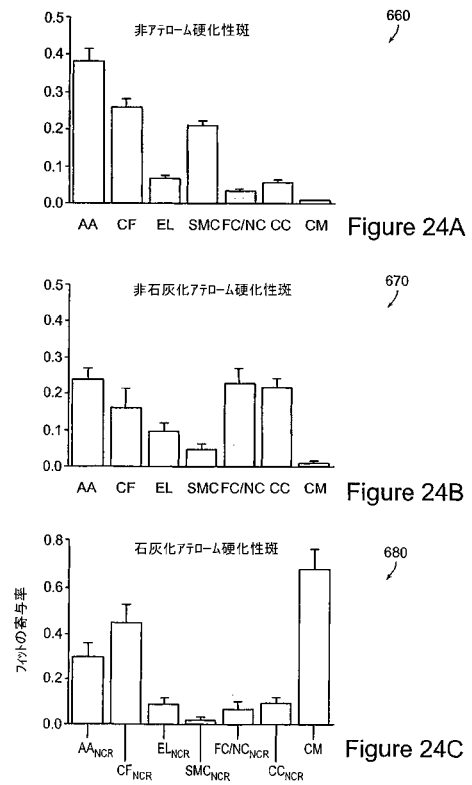 非アテローム硬化性斑
660
0.5
0.4
0.3
0.2
0.1
0.0
AA CF EL SMC FC/NC CC CM
Figure 24A
非石灰化アテローム硬化性斑
670
0.5
0.4
0.3
0.2
0.1
0.0
AA CF EL SMC FC/NC CC CM
Figure 24B
石灰化アテローム硬化性斑
680
フィットの寄与率
0.8
0.6
0.4
0.2
0.0
AANCR ELNCR FC/NCNCR CM
CFNCR SMCNCR CCNCR
Figure 24C